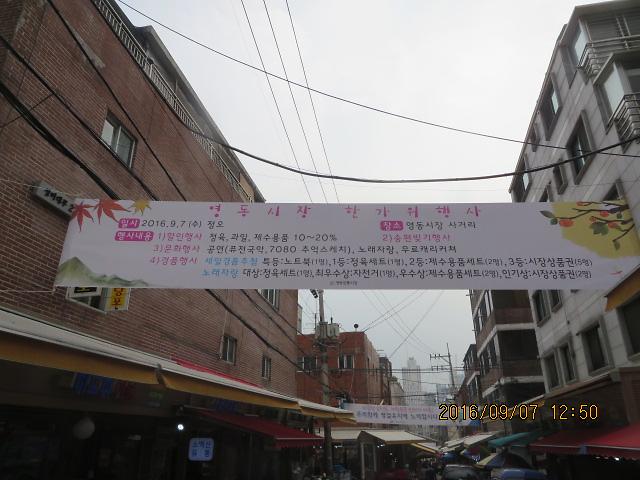 영동시장 한가위행사
일시 2016.9.7 (수) 정오 장소 영동시장 사거리
행사내용 1)할인행사 정육, 과일, 제수용품 10~20% 2)송편빚기행사
3)문화행사 공연(퓨전국악, 7080 추억스케치), 노래자랑, 무료캐리커쳐
4)경품행사 세일경품추첨 특등:노트북(1명), 1등:정육세트(1명), 2등:제수용품세트(2명), 3등:시장상품권(5명)
노래자랑 대상:정육세트(1명),최우수상:자전거(1명), 우수상:제수용품세트(2명),인기상:시장상품권(2명)
소백산
2016/09/07 12:50